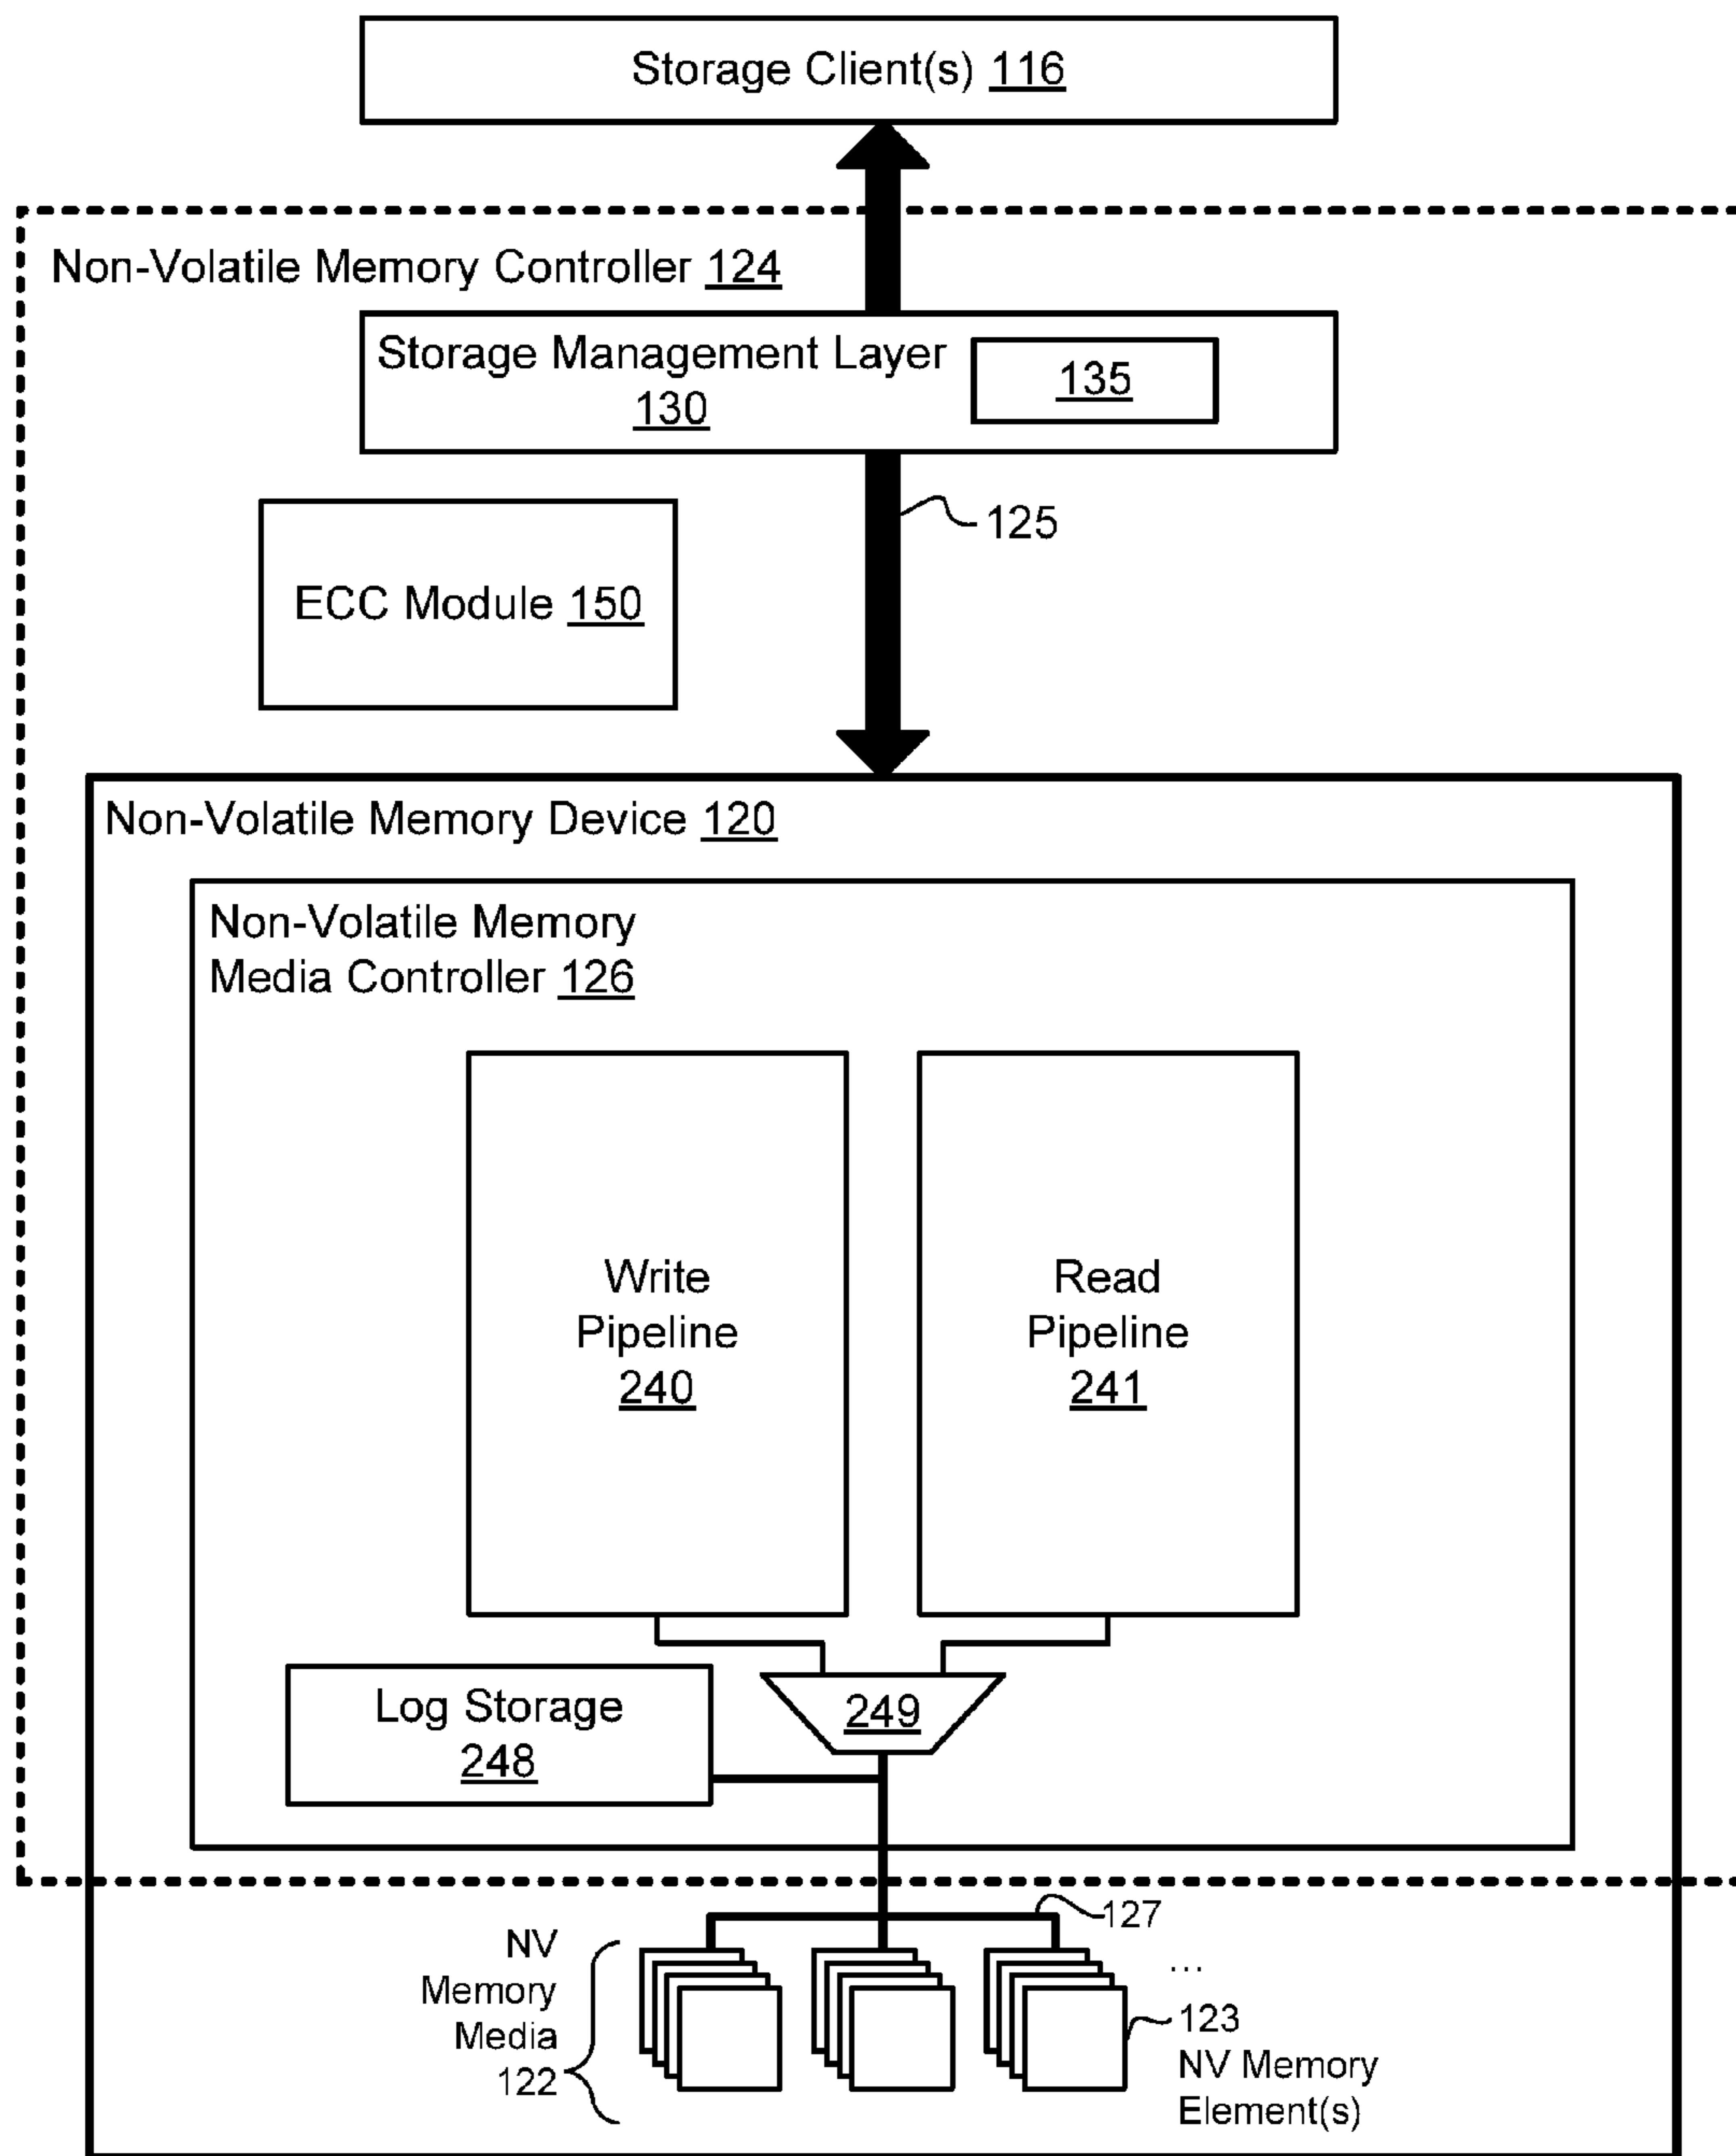 Storage Client(s) 116
Non-Volatile Memory Controller 124
Storage Management Layer
130
135
125
ECC Module 150
Non-Volatile Memory Device 120
Non-Volatile Memory
Media Controller 126
Write
Pipeline
240
Read
Pipeline
241
Log Storage
248
249
127
NV
Memory
Media
122
...
123
NV Memory
Element(s)